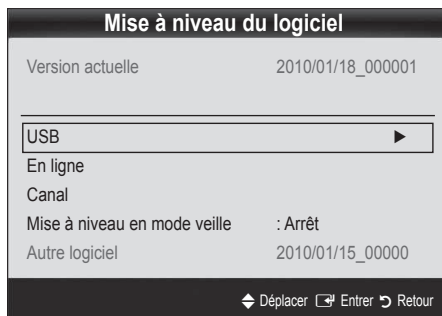 Mise à niveau du logiciel
Version actuelle 2010/01/18_000001
USB ►
En ligne
Canal
Mise à niveau en mode veille : Arrêt
Autre logiciel 2010/01/15_00000
Déplacer Entrer Retour